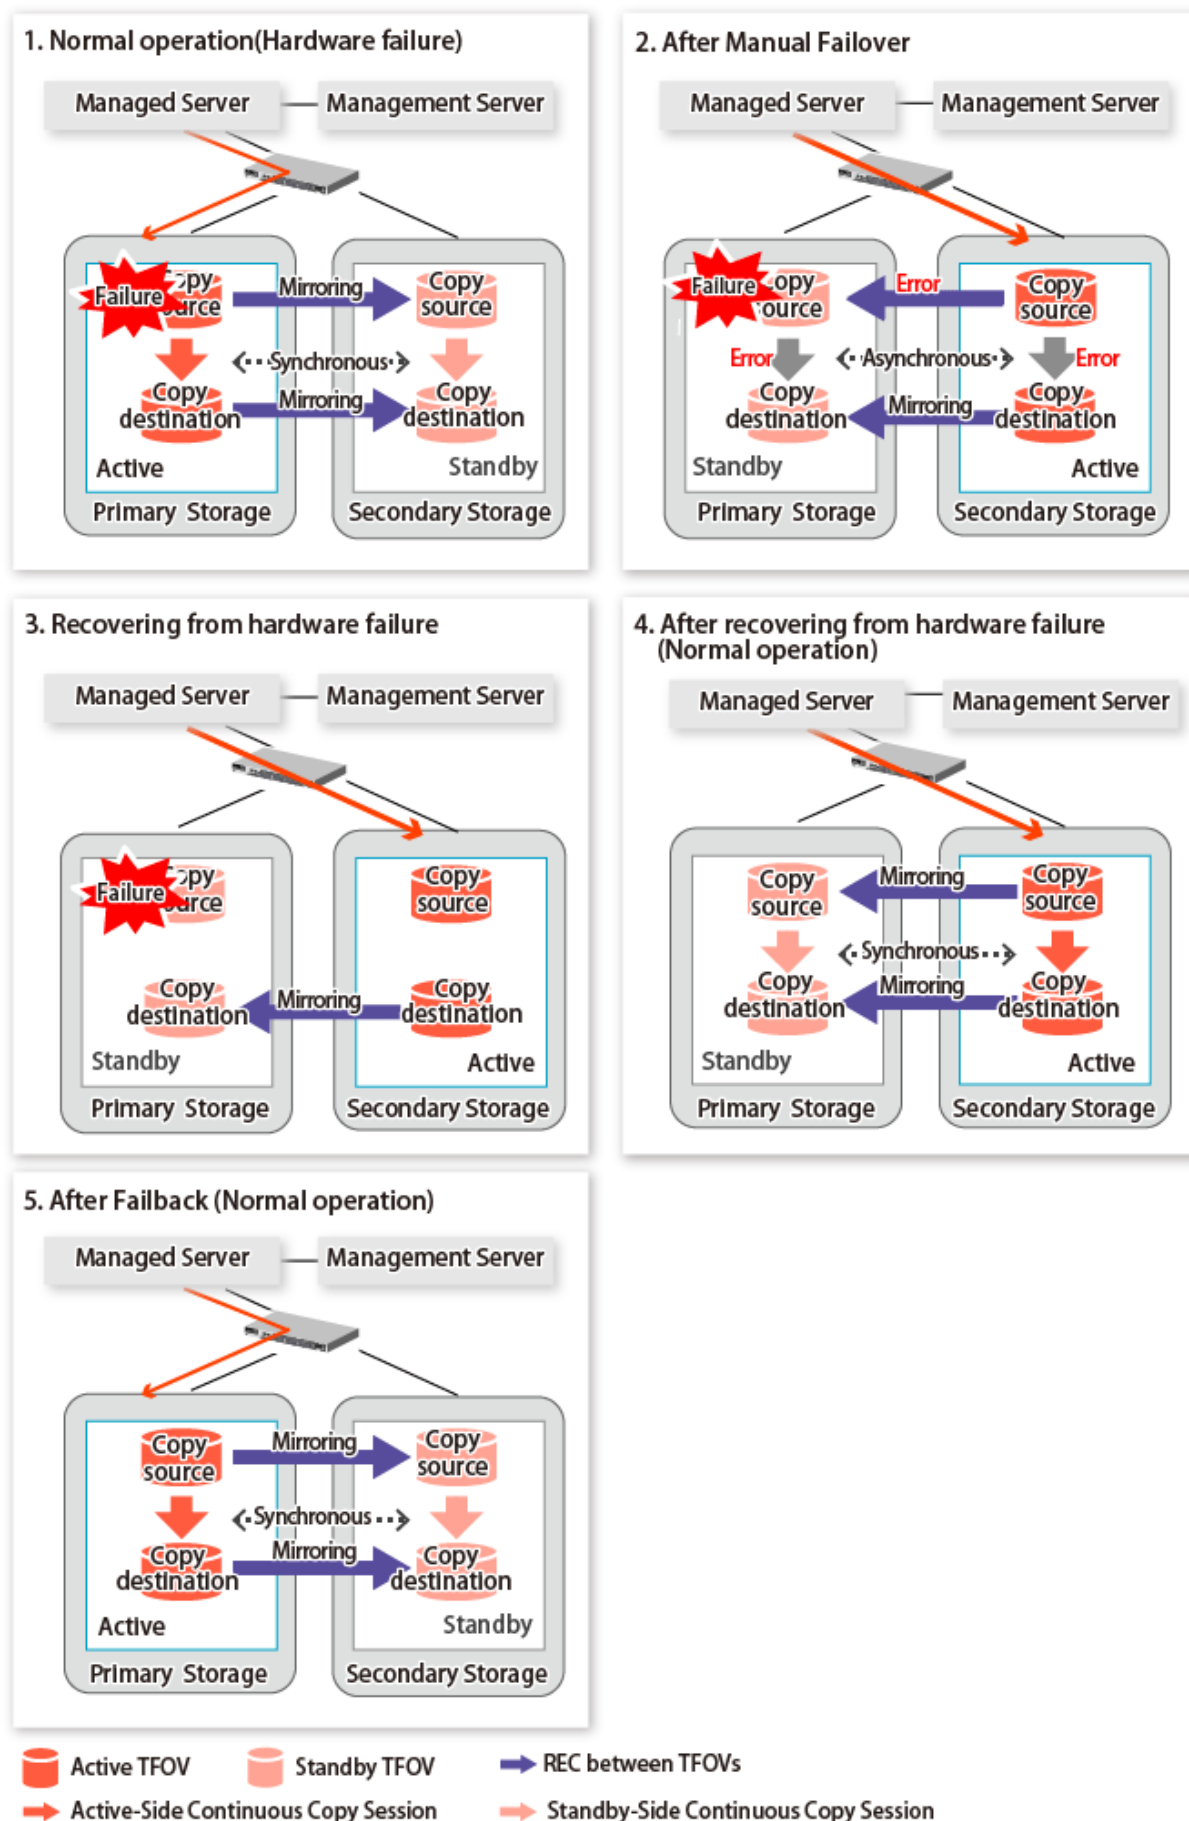 1. Normal operation(Hardware failure)
Managed Server
Management Server
Failure
Copy
source
Mirroring
Copy
source
Synchronous
Copy
destination
Mirroring
Copy
destination
Active
Standby
Primary Storage
Secondary Storage
2. After Manual Failover
Managed Server
Management Server
Failure
Copy
source
Error
Copy
source
Error
Asynchronous
Error
Copy
destination
Mirroring
Copy
destination
Standby
Active
Primary Storage
Secondary Storage
3. Recovering from hardware failure
Managed Server
Management Server
Failure
Copy
source
Copy
source
Copy
destination
Mirroring
Copy
destination
Standby
Active
Primary Storage
Secondary Storage
4. After recovering from hardware failure
(Normal operation)
Managed Server
Management Server
Copy
source
Mirroring
Copy
source
Synchronous
Copy
destination
Mirroring
Copy
destination
Standby
Active
Primary Storage
Secondary Storage
5. After Failback (Normal operation)
Managed Server
Management Server
Copy
source
Mirroring
Copy
source
Synchronous
Copy
destination
Mirroring
Copy
destination
Active
Standby
Primary Storage
Secondary Storage
Active TFOV
Standby TFOV
REC between TFOVs
Active-Side Continuous Copy Session
Standby-Side Continuous Copy Session